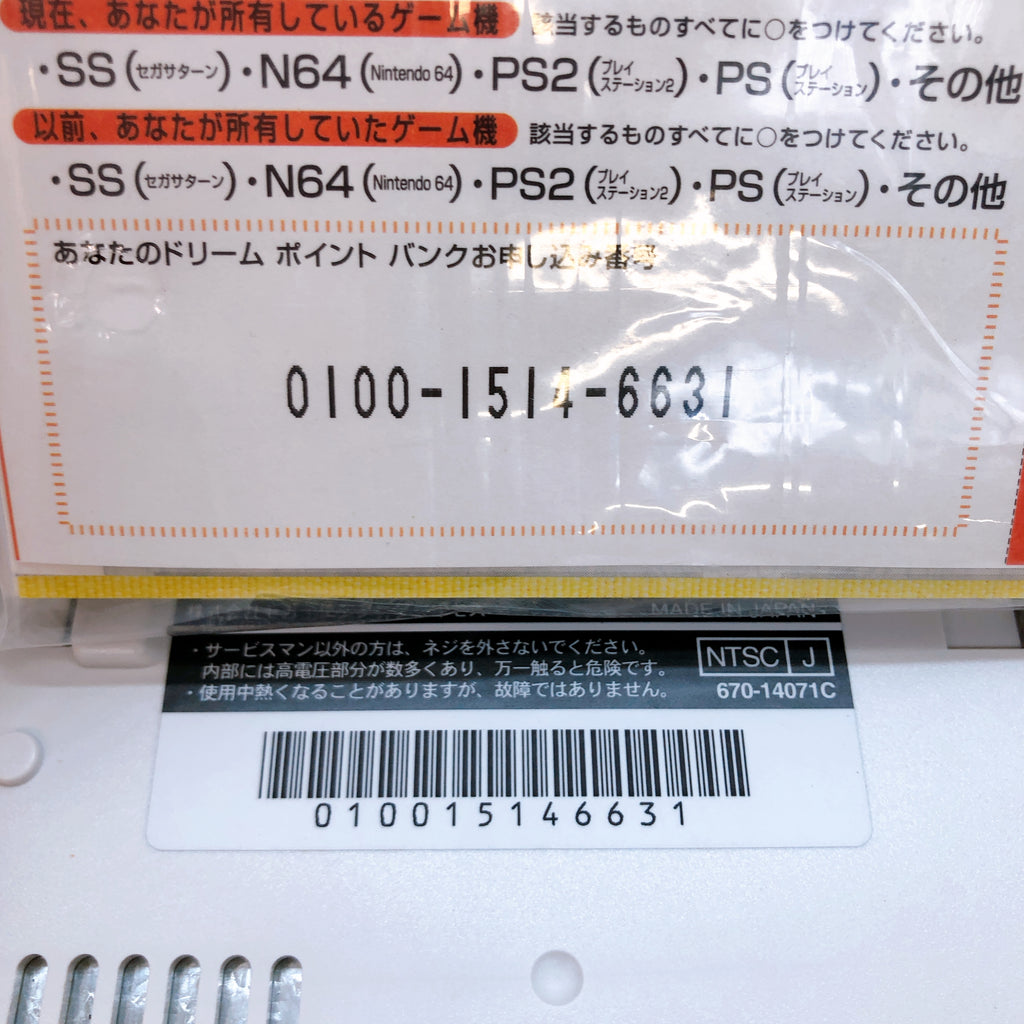 現在、あなたが所有しているゲーム機 該当するものすべてに○をつけてください。
・SS(セガサターン)・N64(Nintendo 64)・PS2(プレイステーション2)・PS(プレイステーション)・その他
以前、あなたが所有していたゲーム機 該当するものすべてに○をつけてください。
・SS(セガサターン)・N64(Nintendo 64)・PS2(プレイステーション2)・PS(プレイステーション)・その他
あなたのドリーム ポイント バンクお申し込み番号
0100-1514-6631
MADE IN JAPAN
・サービスマン以外の方は、ネジを外さないでください。
内部には高電圧部分が数多くあり、万一触ると危険です。
・使用中熱くなることがありますが、故障ではありません。
NTSC J
670-14071C
010015146631